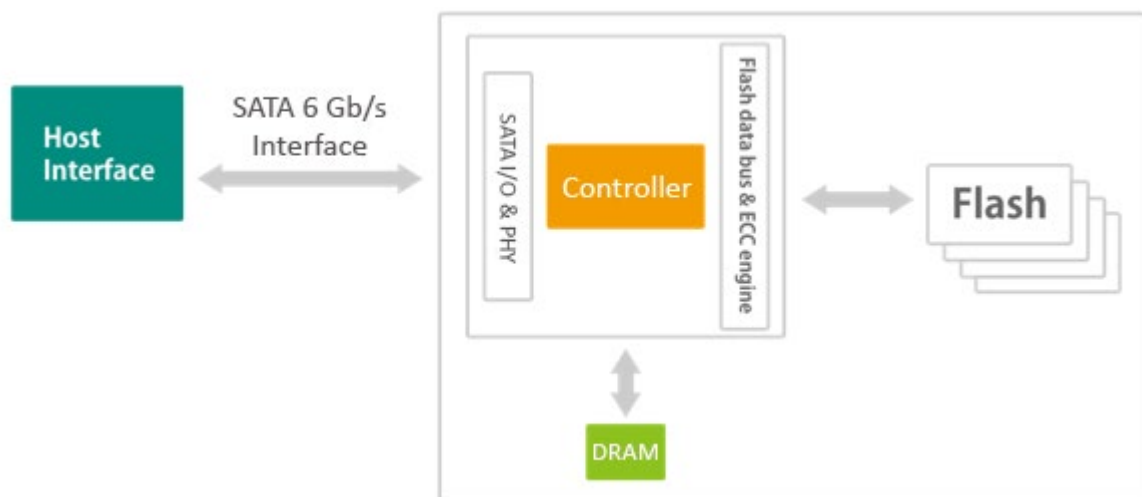 Host
Interface
SATA 6 Gb/s
Interface
SATA I/O & PHY
Controller
Flash data bus & ECC engine
Flash
DRAM